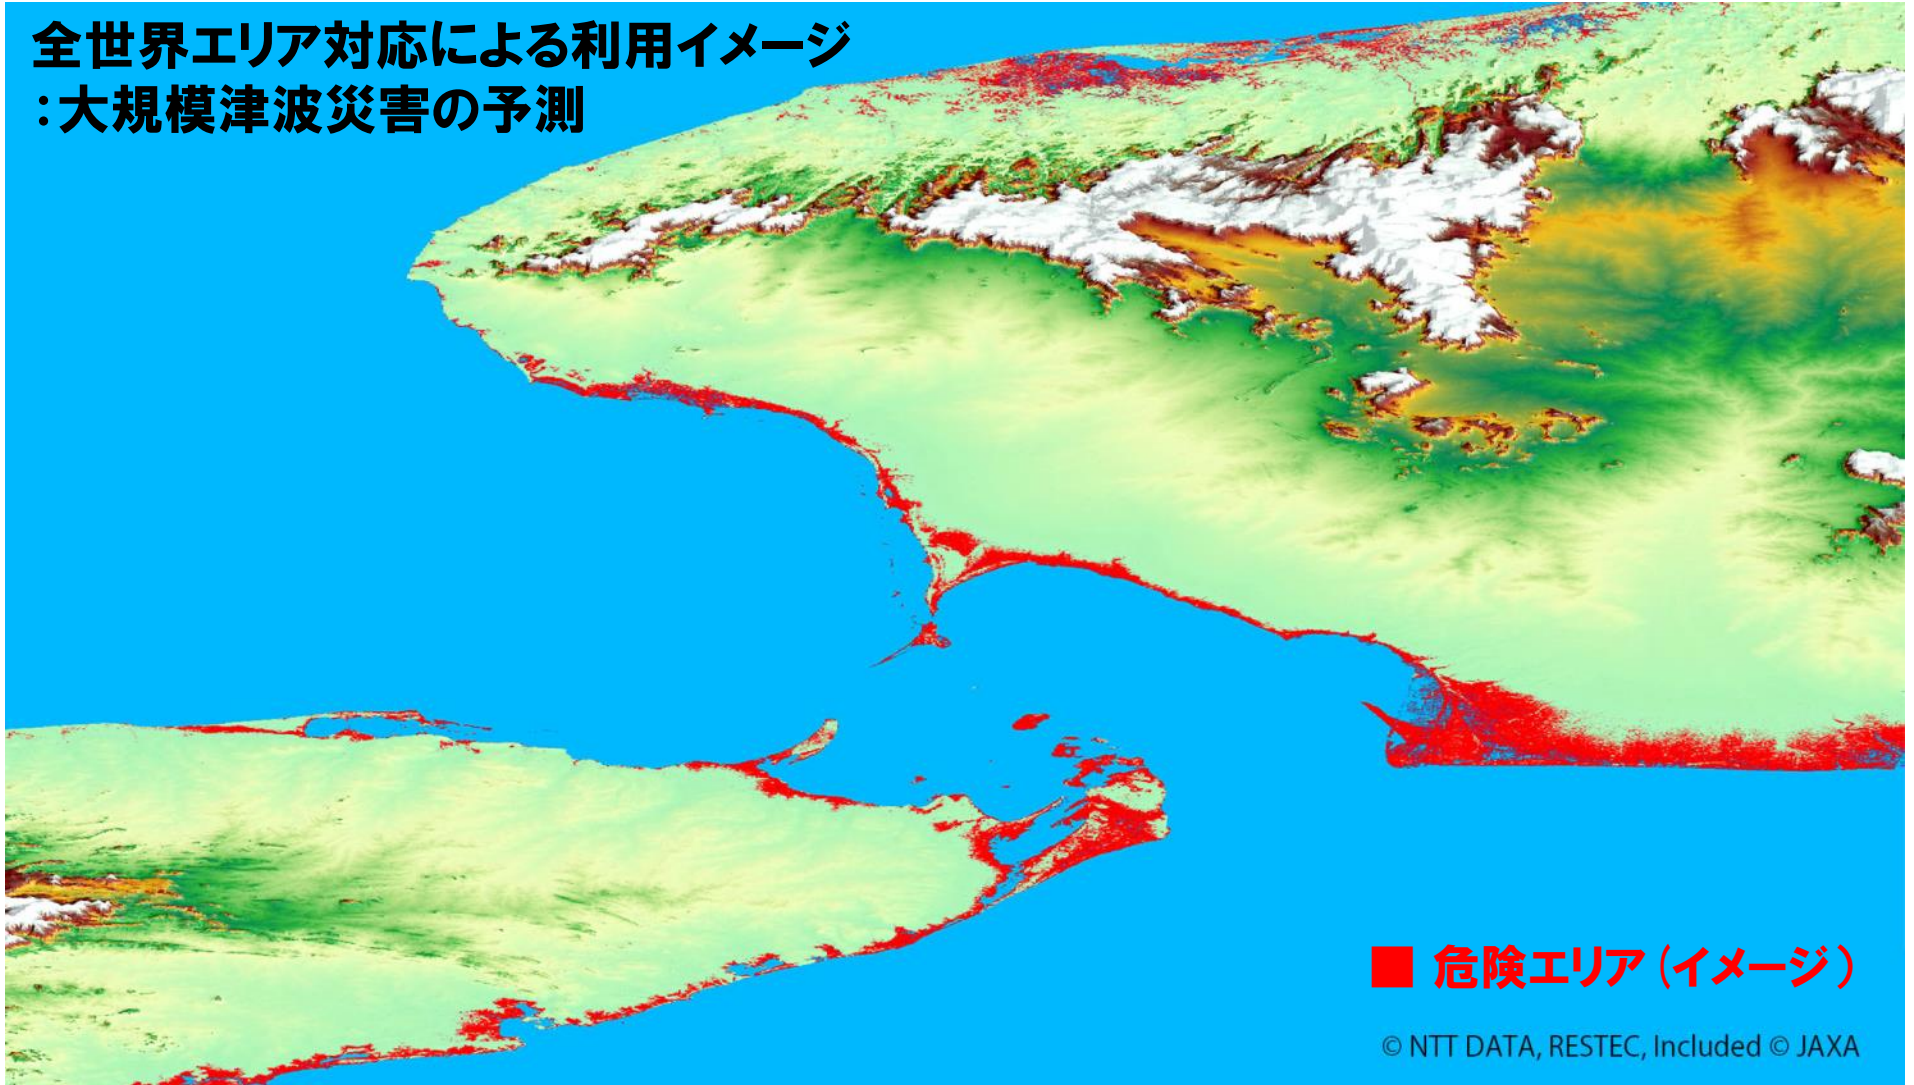 全世界エリア対応による利用イメージ
：大規模津波災害の予測
■ 危険エリア（イメージ）
© NTT DATA, RESTEC, Included © JAXA